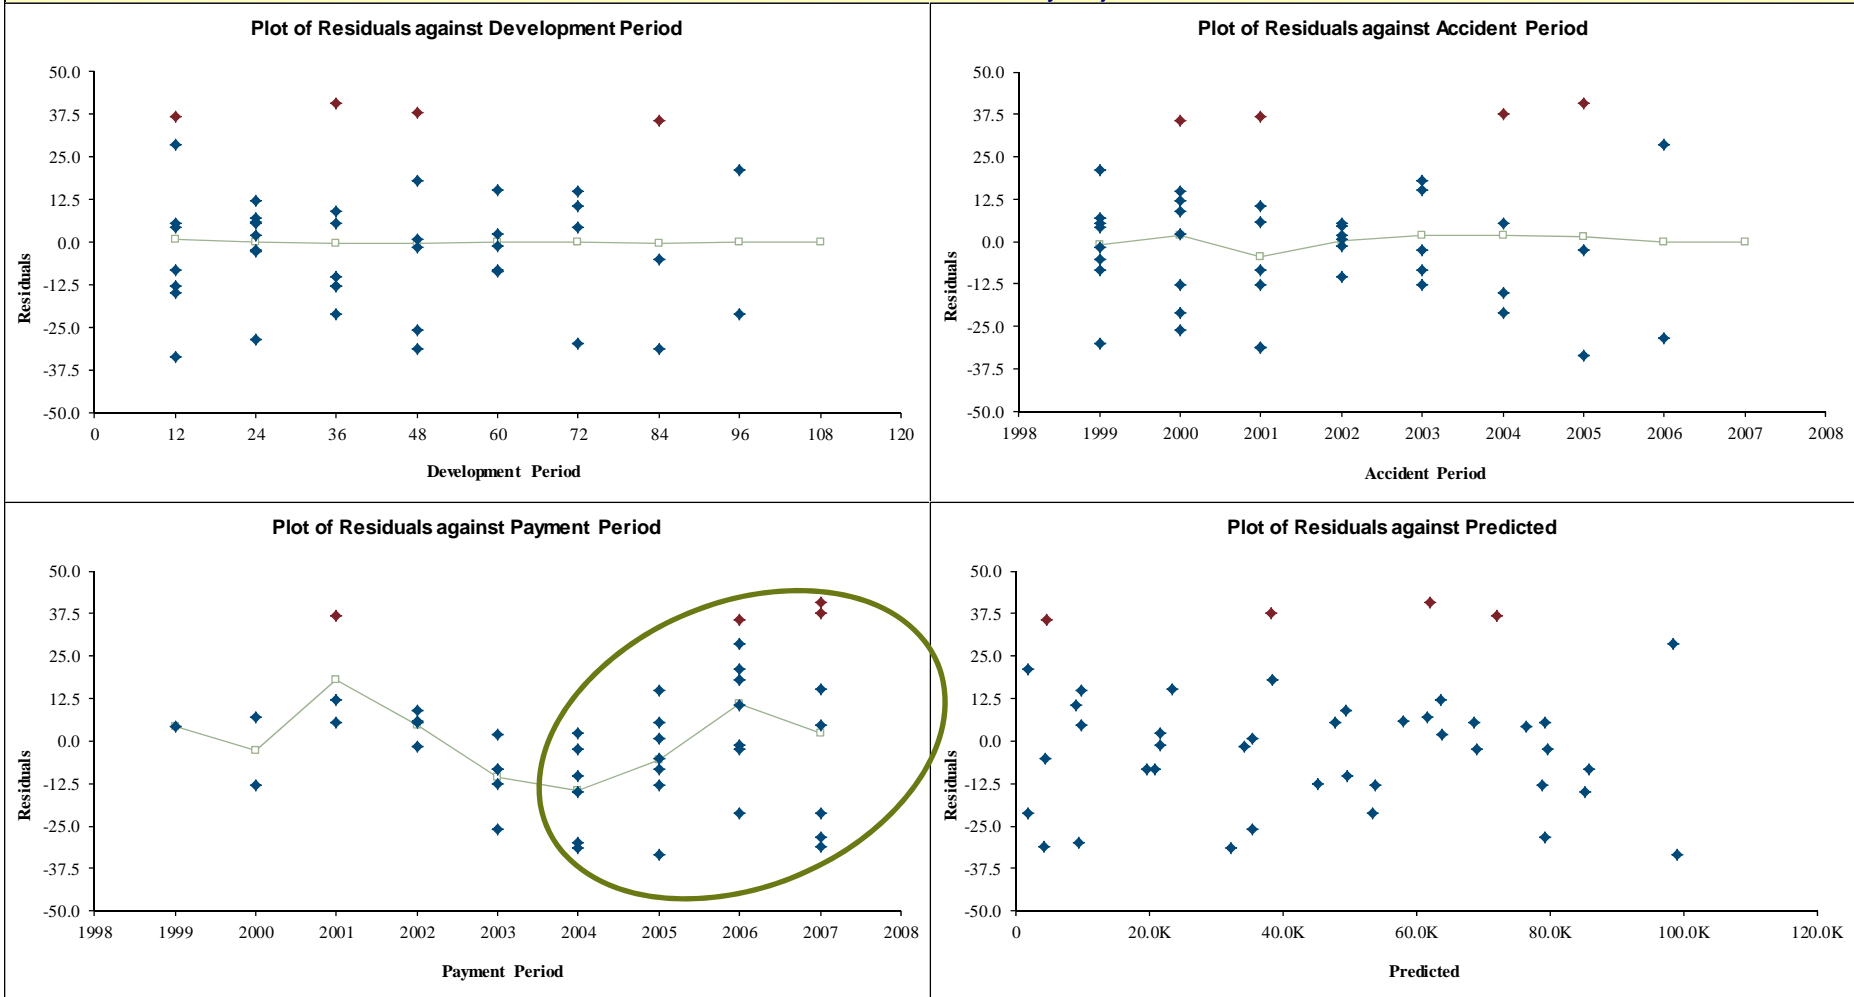 Plot of Residuals against Development Period
50.0
37.5
25.0
12.5
0.0
-12.5
-25.0
-37.5
-50.0
Residuals
0 12 24 36 48 60 72 84 96 108 120
Development Period
Plot of Residuals against Accident Period
50.0
37.5
25.0
12.5
0.0
-12.5
-25.0
-37.5
-50.0
Residuals
1998 1999 2000 2001 2002 2003 2004 2005 2006 2007 2008
Accident Period
Plot of Residuals against Payment Period
50.0
37.5
25.0
12.5
0.0
-12.5
-25.0
-37.5
-50.0
Residuals
1998 1999 2000 2001 2002 2003 2004 2005 2006 2007 2008
Payment Period
Plot of Residuals against Predicted
50.0
37.5
25.0
12.5
0.0
-12.5
-25.0
-37.5
-50.0
Residuals
0 20.0K 40.0K 60.0K 80.0K 100.0K 120.0K
Predicted